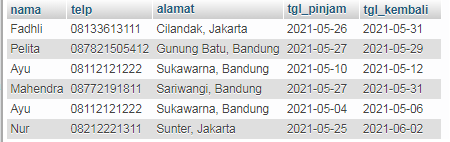 nama telp alamat tgl_pinjam tgl_kembali
Fadhli 08133613111 Cilandak, Jakarta 2021-05-26 2021-05-31
Pelita 087821505412 Gunung Batu, Bandung 2021-05-27 2021-05-29
Ayu 08112121222 Sukawarna, Bandung 2021-05-10 2021-05-12
Mahendra 08772191811 Sariwangi, Bandung 2021-05-27 2021-05-31
Ayu 08112121222 Sukawarna, Bandung 2021-05-04 2021-05-06
Nur 08212221311 Sunter, Jakarta 2021-05-25 2021-06-02